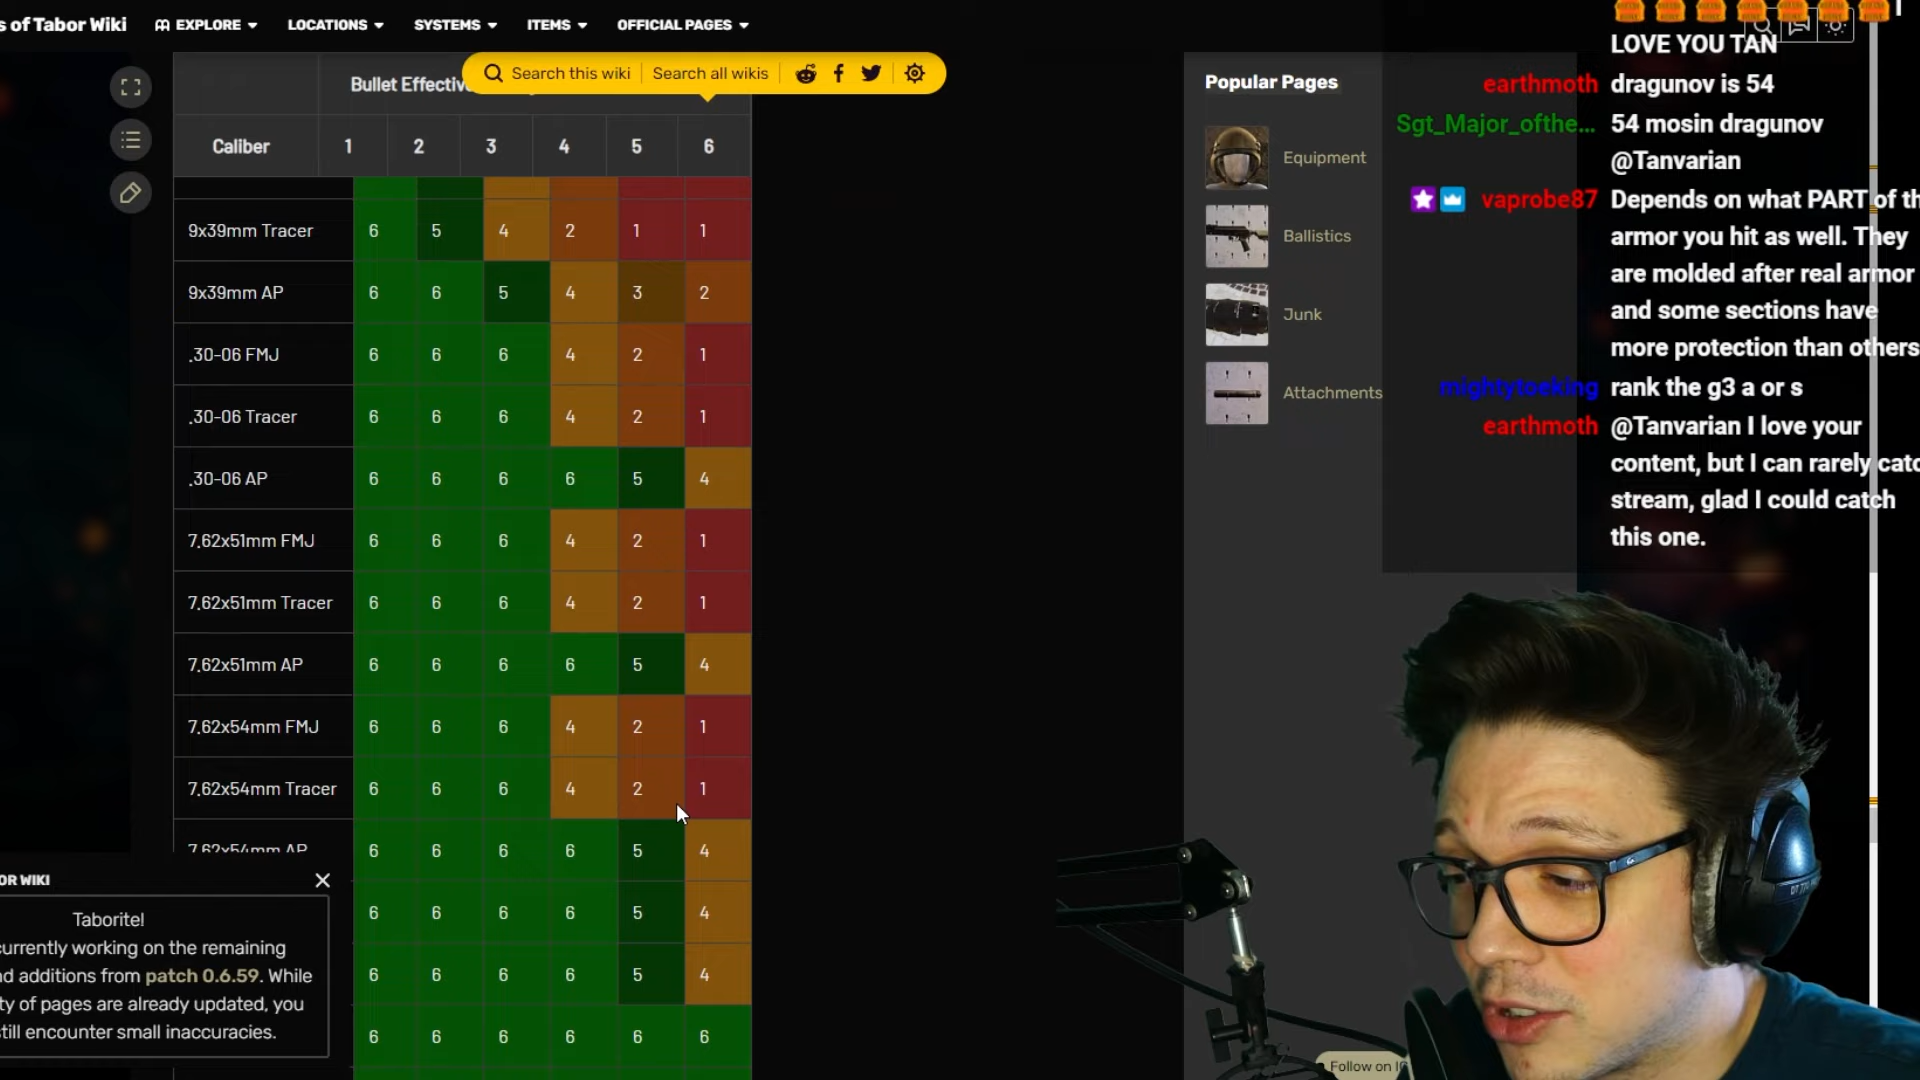 s of Tabor Wiki
EXPLORE
LOCATIONS
SYSTEMS
ITEMS
OFFICIAL PAGES
Search this wiki
Search all wikis
Caliber 1 2 3 4 5 6
9x39mm Tracer 6 5 4 2 1 1
9x39mm AP 6 6 5 4 3 2
.30-06 FMJ 6 6 6 4 2 1
.30-06 Tracer 6 6 6 4 2 1
.30-06 AP 6 6 6 6 5 4
7.62x51mm FMJ 6 6 6 4 2 1
7.62x51mm Tracer 6 6 6 4 2 1
7.62x51mm AP 6 6 6 6 5 4
7.62x54mm FMJ 6 6 6 4 2 1
7.62x54mm Tracer 6 6 6 4 2 1
7.62x54mm AP 6 6 6 6 5 4
6 6 6 6 5 4
6 6 6 6 5 4
6 6 6 6 6 6
OR WIKI
Taborite!
currently working on the remaining
nd additions from patch 0.6.59. While
ty of pages are already updated, you
still encounter small inaccuracies.
Popular Pages
Equipment
Ballistics
Junk
Attachments
Follow on
LOVE YOU TAN
earthmoth dragunov is 54
Sgt_Major_ofthe... 54 mosin dragunov
@Tanvarian
vaprobe87 Depends on what PART of th
armor you hit as well. They
are molded after real armor
and some sections have
more protection than others
mightytoeking rank the g3 a or s
earthmoth @Tanvarian I love your
content, but I can rarely catc
stream, glad I could catch
this one.